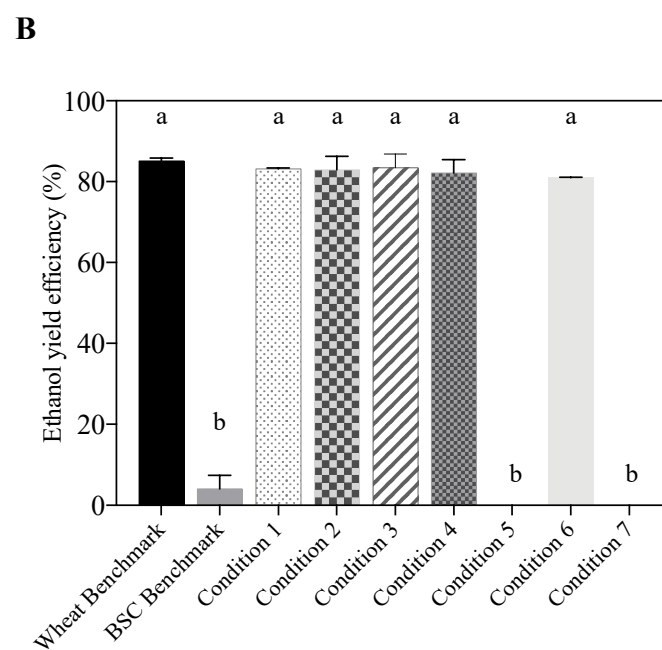 B
Ethanol yield efficiency (%)
100
80
60
40
20
0
a
b
a
a
a
a
b
a
b
Wheat Benchmark
BSC Benchmark
Condition 1
Condition 2
Condition 3
Condition 4
Condition 5
Condition 6
Condition 7